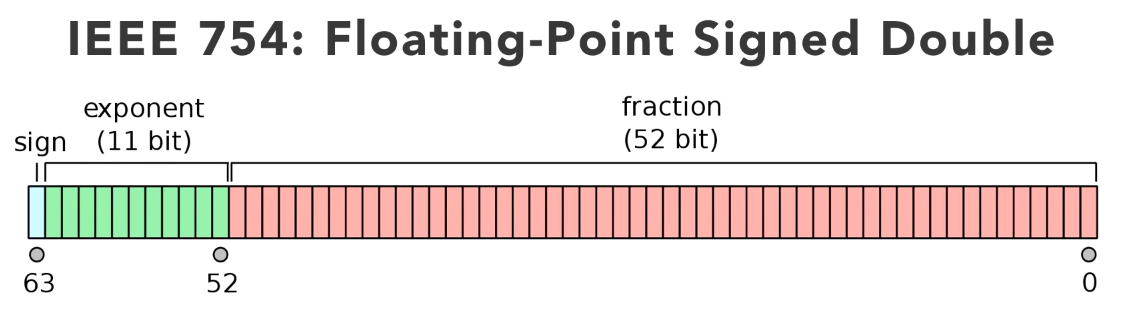 IEEE 754: Floating-Point Signed Double
sign
exponent
(11 bit)
fraction
(52 bit)
63
52
0